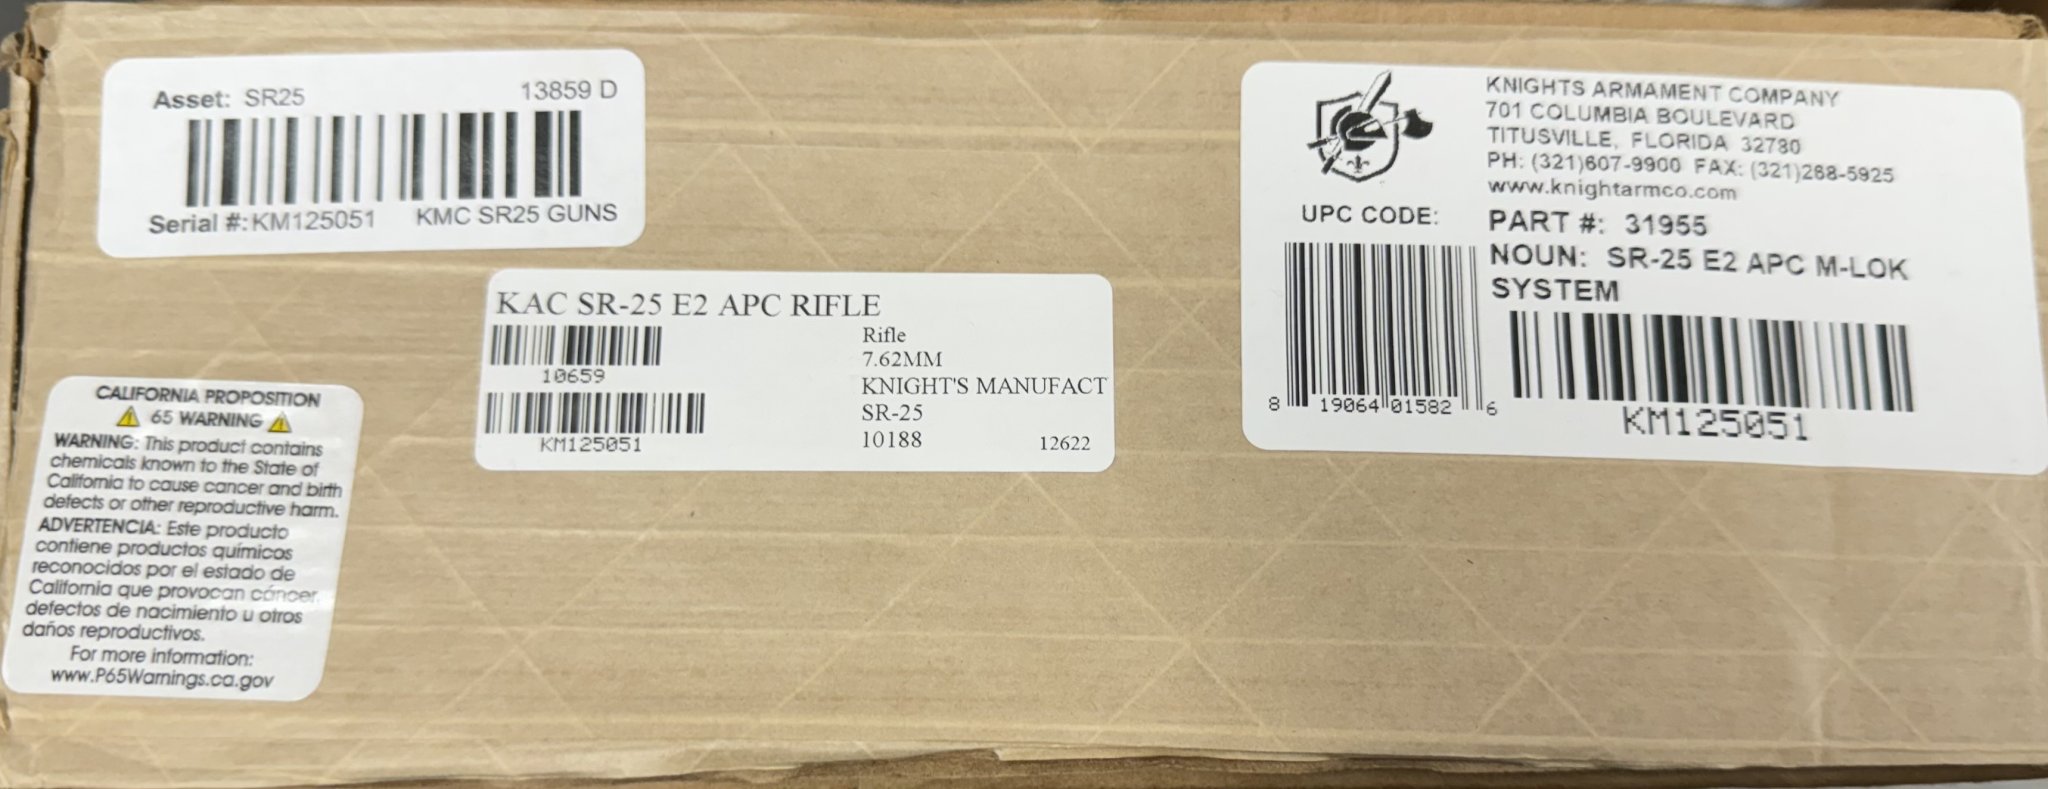 Asset: SR25 13859 D
Serial #: KM125051 KMC SR25 GUNS
KAC SR-25 E2 APC RIFLE
10659
KM125051
Rifle
7.62MM
KNIGHT'S MANUFACT
SR-25
10188 12622
KNIGHTS ARMAMENT COMPANY
701 COLUMBIA BOULEVARD
TITUSVILLE, FLORIDA 32780
PH: (321)607-9900 FAX: (321)268-5925
www.knightarmco.com
UPC CODE:
8 19064 01582 6
PART #: 31955
NOUN: SR-25 E2 APC M-LOK
SYSTEM
KM125051
CALIFORNIA PROPOSITION
65 WARNING
WARNING: This product contains
chemicals known to the State of
California to cause cancer and birth
defects or other reproductive harm.
ADVERTENCIA: Este producto
contiene productos químicos
reconocidos por el estado de
California que provocan cáncer,
defectos de nacimiento u otros
daños reproductivos.
For more information:
www.P65Warnings.ca.gov